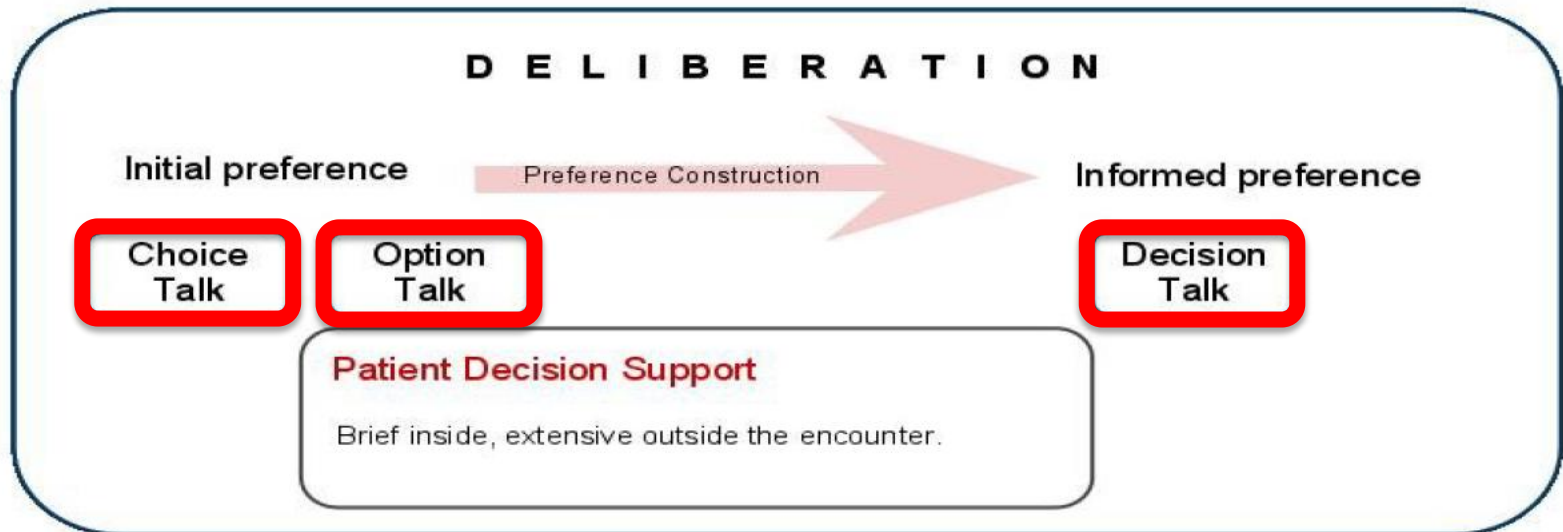 DELIBERATION
Initial preference
Preference Construction
Informed preference
Choice
Talk
Option
Talk
Decision
Talk
Patient Decision Support
Brief inside, extensive outside the encounter.